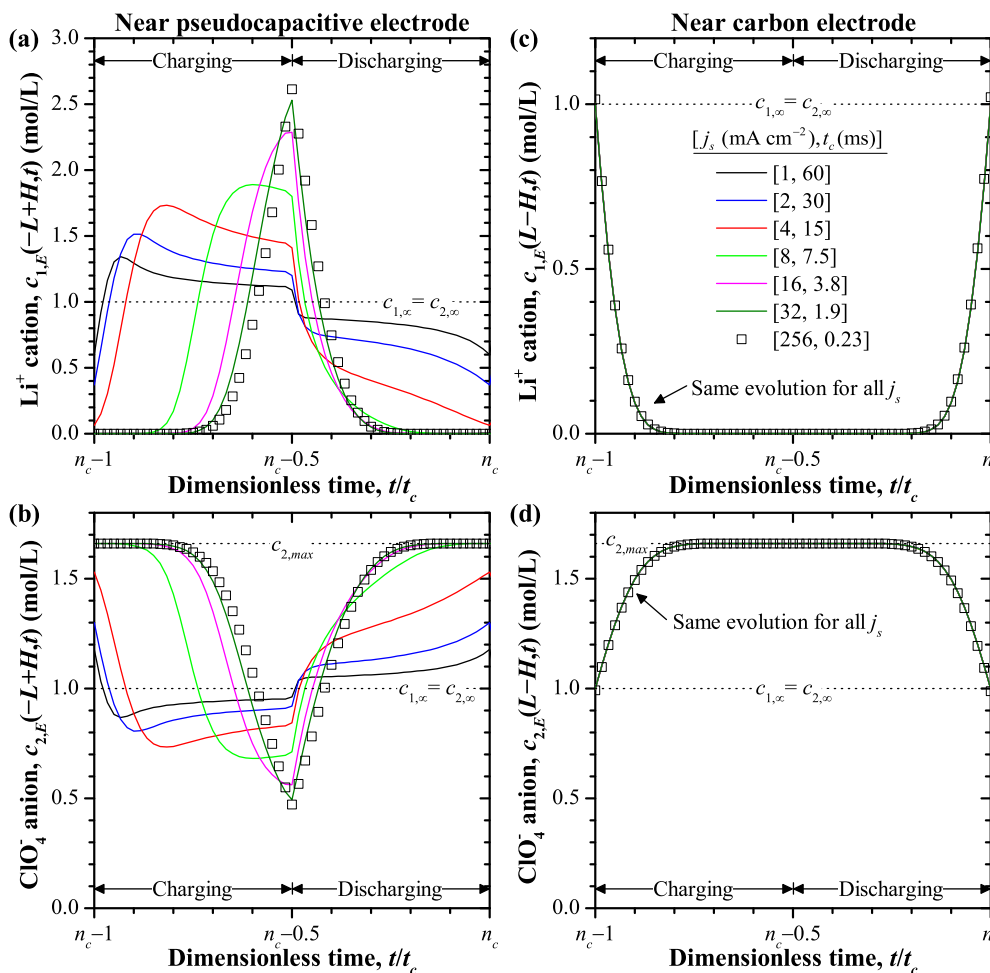 Near pseudocapacitive electrode
Near carbon electrode
(a)
Li⁺ cation, c₁,E(−L+H,t) (mol/L)
3.0
2.5
2.0
1.5
1.0
0.5
0.0
Charging
Discharging
c₁,∞ = c₂,∞
n_c−1
n_c−0.5
n_c
Dimensionless time, t/t_c
(c)
Li⁺ cation, c₁,E(L−H,t) (mol/L)
1.0
0.5
0.0
Charging
Discharging
c₁,∞ = c₂,∞
[j_s (mA cm⁻²), t_c (ms)]
[1, 60]
[2, 30]
[4, 15]
[8, 7.5]
[16, 3.8]
[32, 1.9]
[256, 0.23]
Same evolution for all j_s
n_c−1
n_c−0.5
n_c
Dimensionless time, t/t_c
(b)
ClO₄⁻ anion, c₂,E(−L+H,t) (mol/L)
1.5
1.0
0.5
0.0
c₂,max
c₁,∞ = c₂,∞
Charging
Discharging
n_c−1
n_c−0.5
n_c
Dimensionless time, t/t_c
(d)
ClO₄⁻ anion, c₂,E(L−H,t) (mol/L)
1.5
1.0
0.5
0.0
c₂,max
Same evolution for all j_s
c₁,∞ = c₂,∞
Charging
Discharging
n_c−1
n_c−0.5
n_c
Dimensionless time, t/t_c